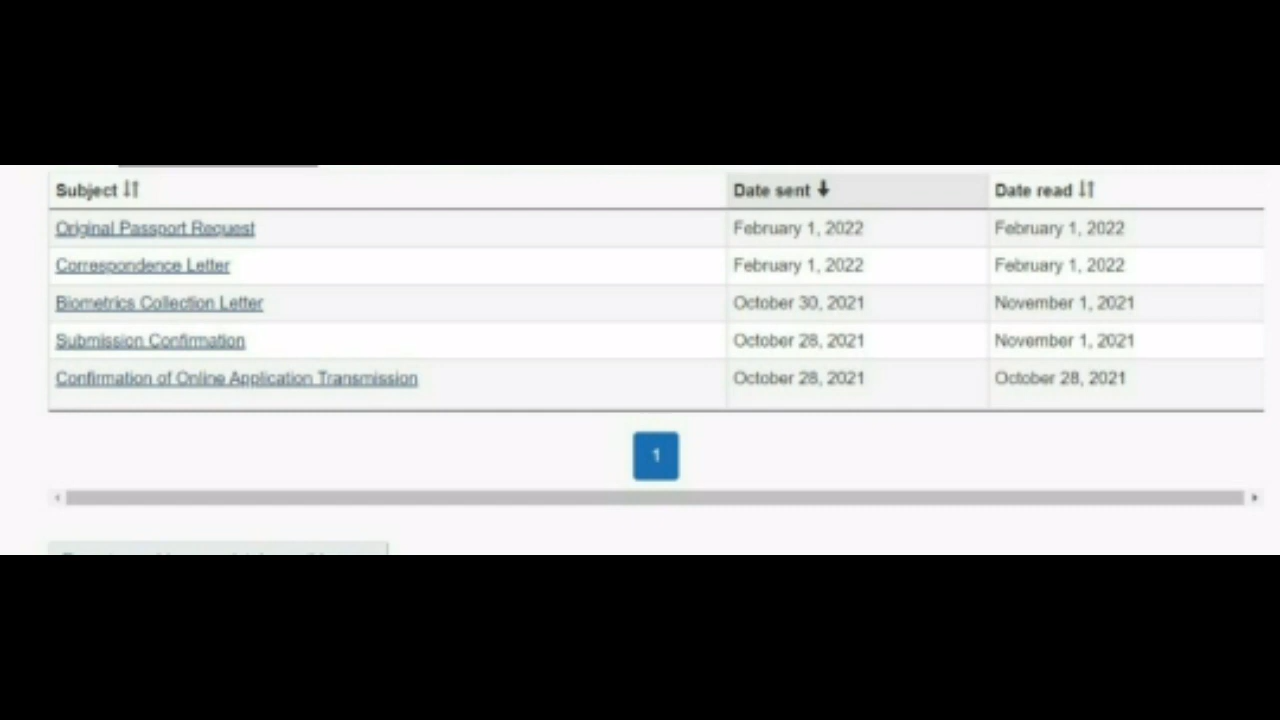 Subject Date sent Date read
Original Passport Request February 1, 2022 February 1, 2022
Correspondence Letter February 1, 2022 February 1, 2022
Biometrics Collection Letter October 30, 2021 November 1, 2021
Submission Confirmation October 28, 2021 November 1, 2021
Confirmation of Online Application Transmission October 28, 2021 October 28, 2021
1